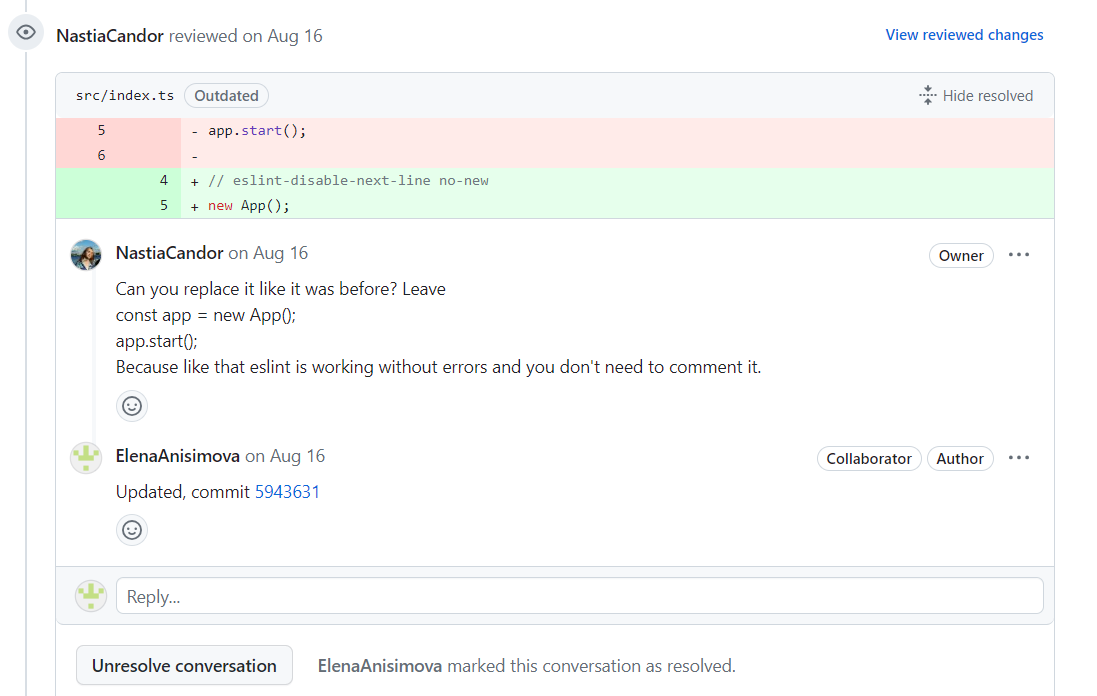 NastiaCandor reviewed on Aug 16
View reviewed changes
src/index.ts Outdated
Hide resolved
5 - app.start();
6 -
4 + // eslint-disable-next-line no-new
5 + new App();
NastiaCandor on Aug 16
Owner ...
Can you replace it like it was before? Leave
const app = new App();
app.start();
Because like that eslint is working without errors and you don't need to comment it.
ElenaAnisimova on Aug 16
Collaborator Author ...
Updated, commit 5943631
Reply...
Unresolve conversation ElenaAnisimova marked this conversation as resolved.